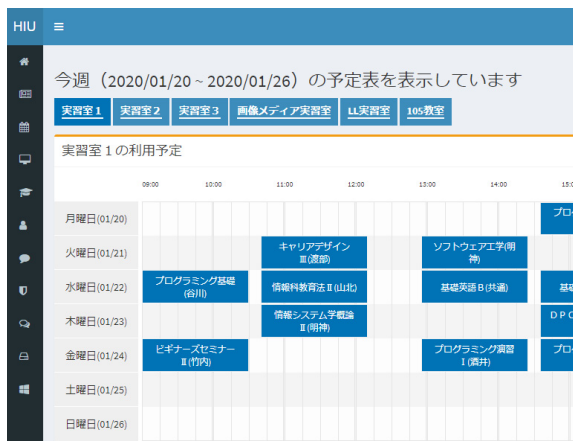 HIU
今週（2020/01/20 ~ 2020/01/26）の予定表を表示しています
実習室１ 実習室２ 実習室３ 画像メディア実習室 LL実習室 105教室
実習室１の利用予定
09:00 10:00 11:00 12:00 13:00 14:00 15:0
月曜日(01/20)
プロ
火曜日(01/21)
キャリアデザイン
Ⅲ(渡部)
ソフトウェア工学(明
神)
水曜日(01/22)
プログラミング基礎
(谷川)
情報科教育法Ⅱ(山北)
基礎英語Ｂ(共通)
基礎
木曜日(01/23)
情報システム学概論
Ⅱ(明神)
ＤＰＣ
金曜日(01/24)
ビギナーズセミナー
Ⅱ(竹内)
プログラミング演習
Ⅰ(酒井)
プロ
土曜日(01/25)
日曜日(01/26)